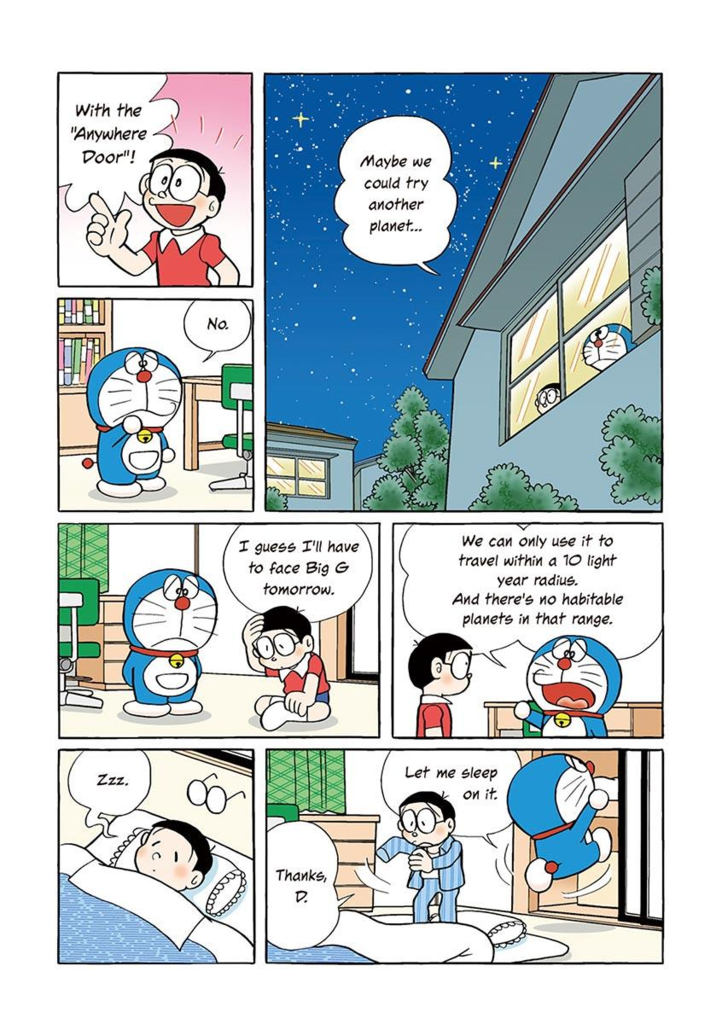 Maybe we
could try
another
planet...
With the
"Anywhere
Door"!
No.
We can only use it to
travel within a 10 light
year radius.
And there's no habitable
planets in that range.
I guess I'll have
to face Big G
tomorrow.
Let me sleep
on it.
Thanks,
D.
Zzz.